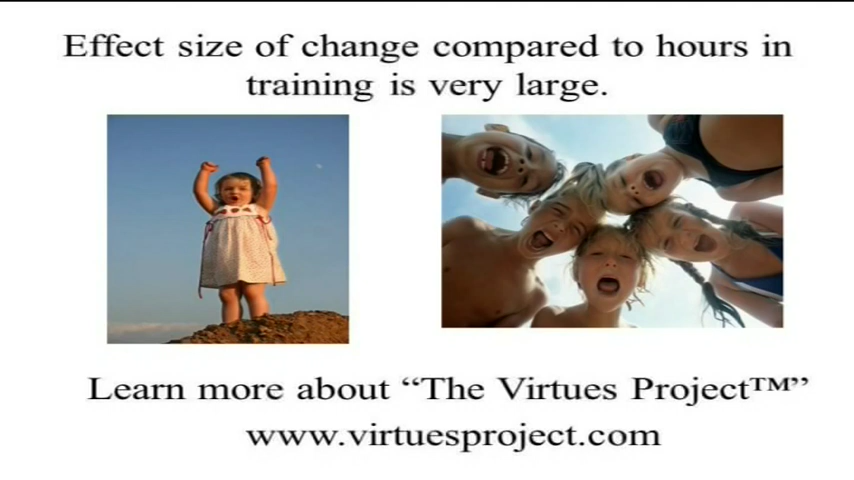 Effect size of change compared to hours in
training is very large.
Learn more about “The Virtues Project™”
www.virtuesproject.com